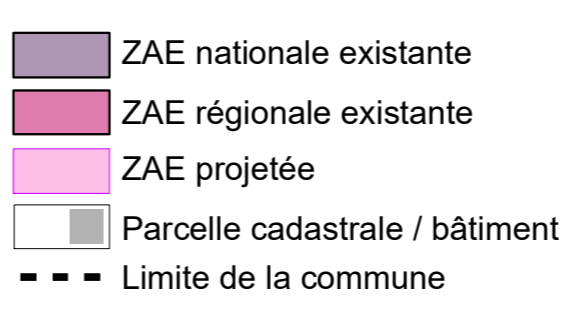 ZAE nationale existante
ZAE régionale existante
ZAE projetée
Parcelle cadastrale / bâtiment
Limite de la commune